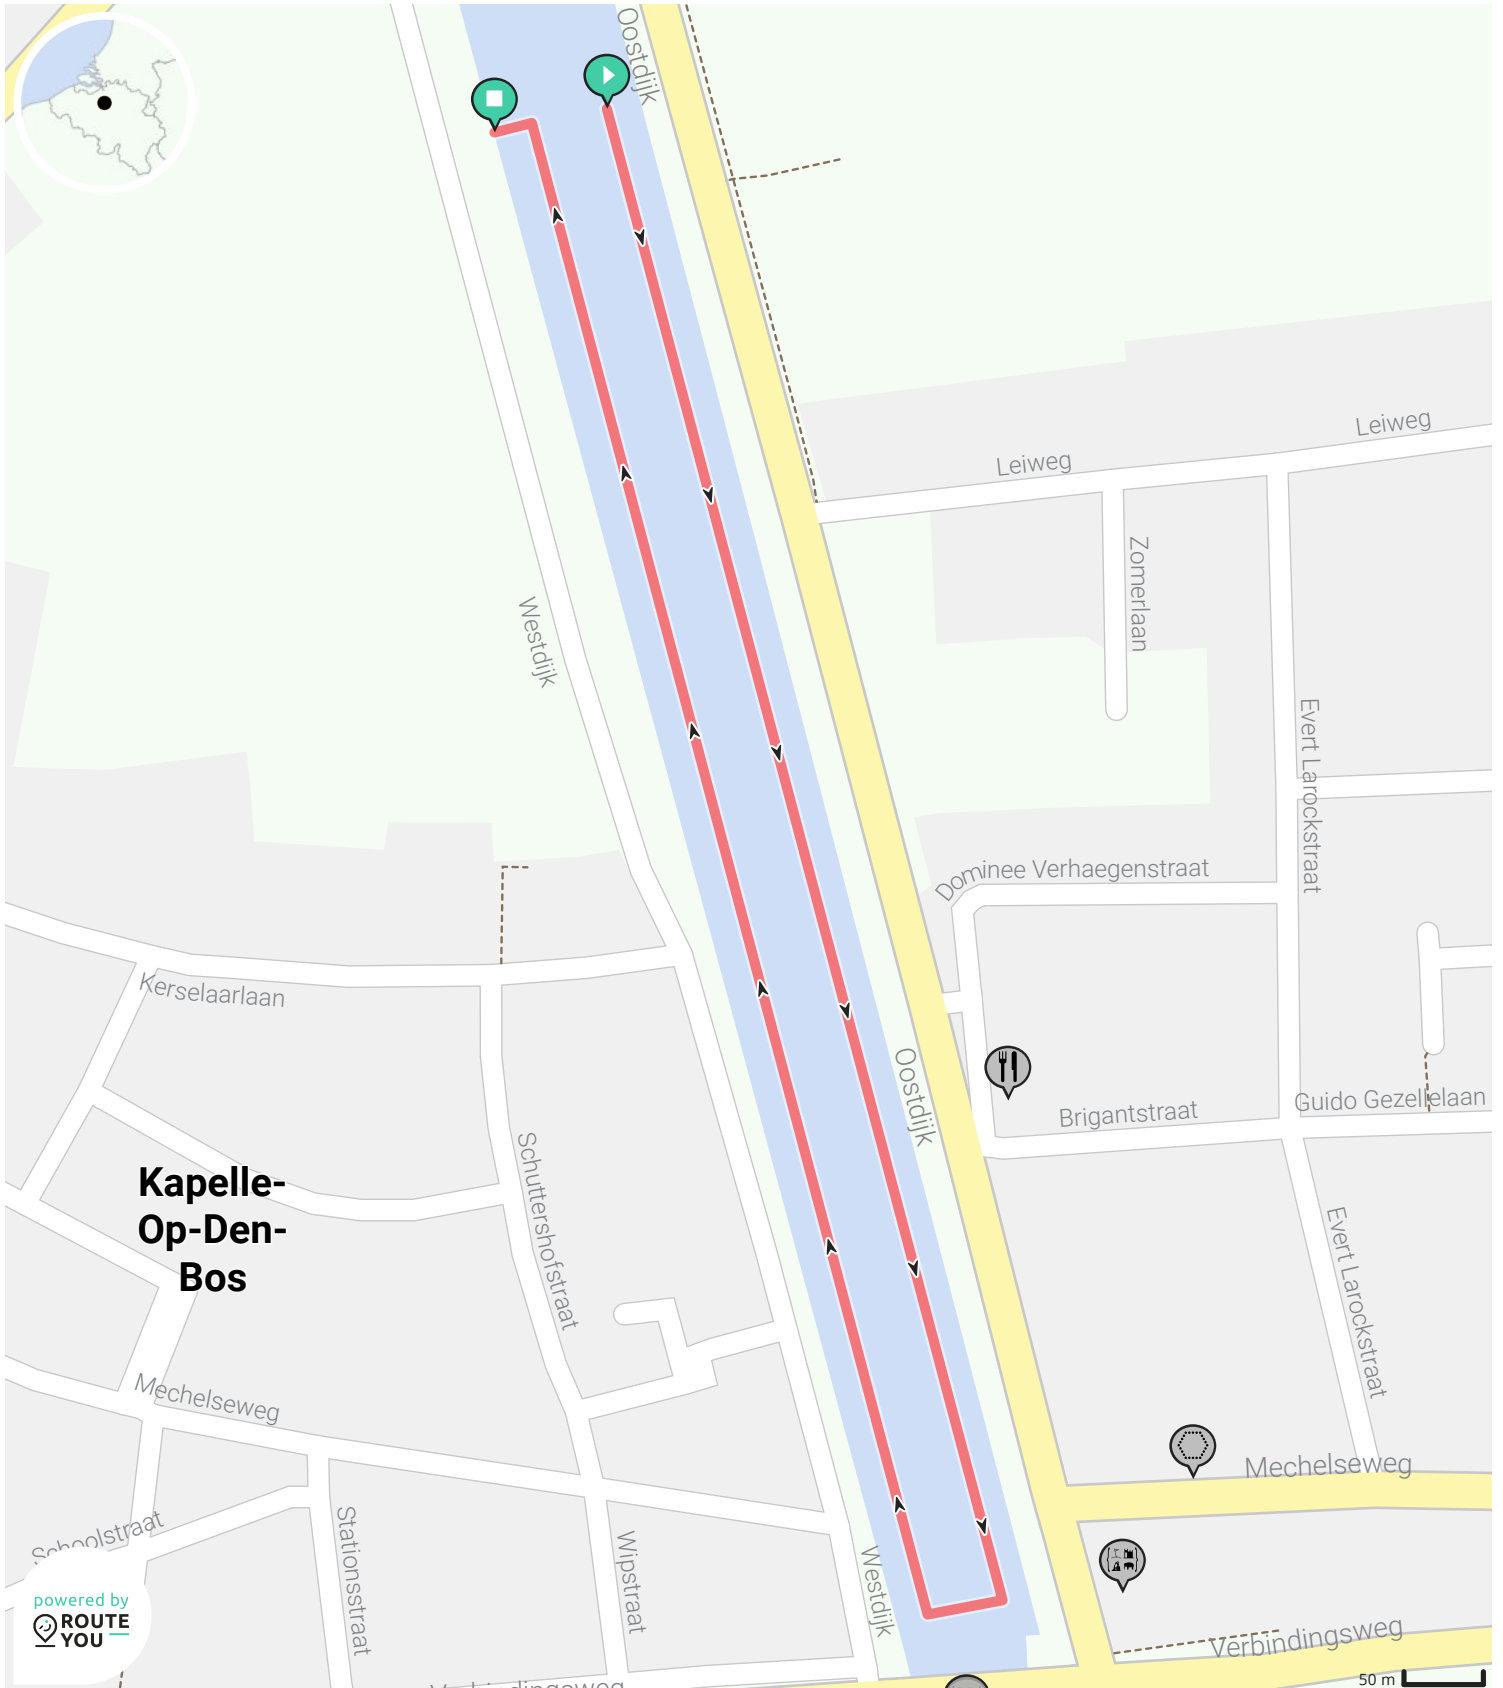 Oostdijk
Leiweg
Leiweg
Zomerlaan
Westdijk
Evert Larockstraat
Dominee Verhaegenstraat
Kerselaarlaan
Oostdijk
Guido Gezellelaan
Brigantstraat
Schuttershofstraat
Kapelle-
Op-Den-
Bos
Evert Larockstraat
Mechelseweg
Mechelseweg
Schoolstraat
Stationsstraat
Wipstraat
Westdijk
powered by
ROUTE
YOU
Verbindingsweg
Verbindingsweg
50 m